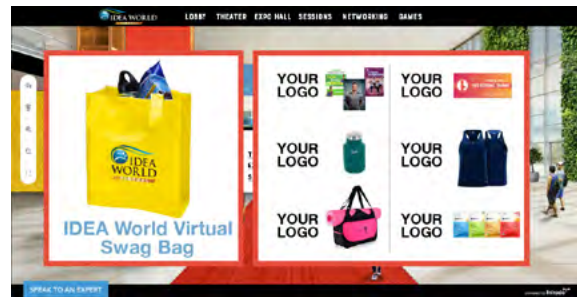 IDEA WORLD
LOBBY THEATER EXPO HALL SESSIONS NETWORKING GAMES
IDEA
WORLD
IDEA World Virtual
Swag Bag
YOUR
LOGO
YOUR
LOGO
YOUR
LOGO
YOUR
LOGO
YOUR
LOGO
YOUR
LOGO
SPEAK TO AN EXPERT